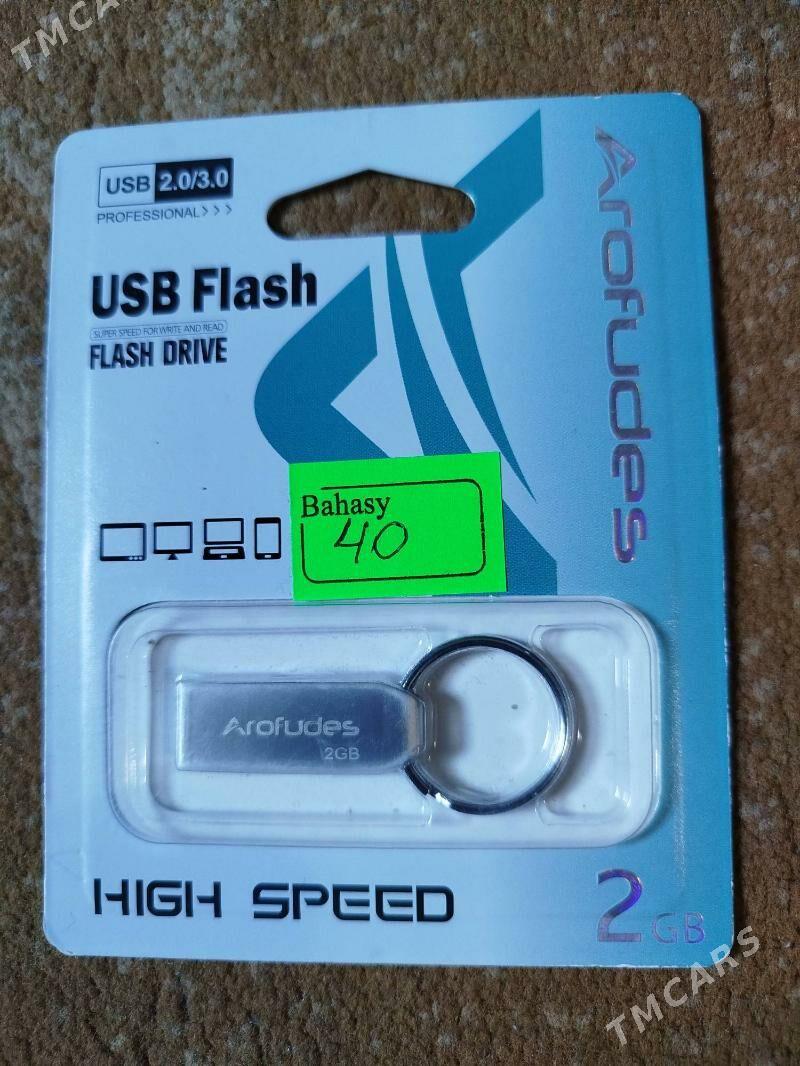 TMCARS
USB 2.0/3.0
PROFESSIONAL>>>
USB Flash
SUPER SPEED FOR WRITE AND READ
FLASH DRIVE
Arofudes
Bahasy
40
Arofudes
2GB
HIGH SPEED
2GB
TMCARS